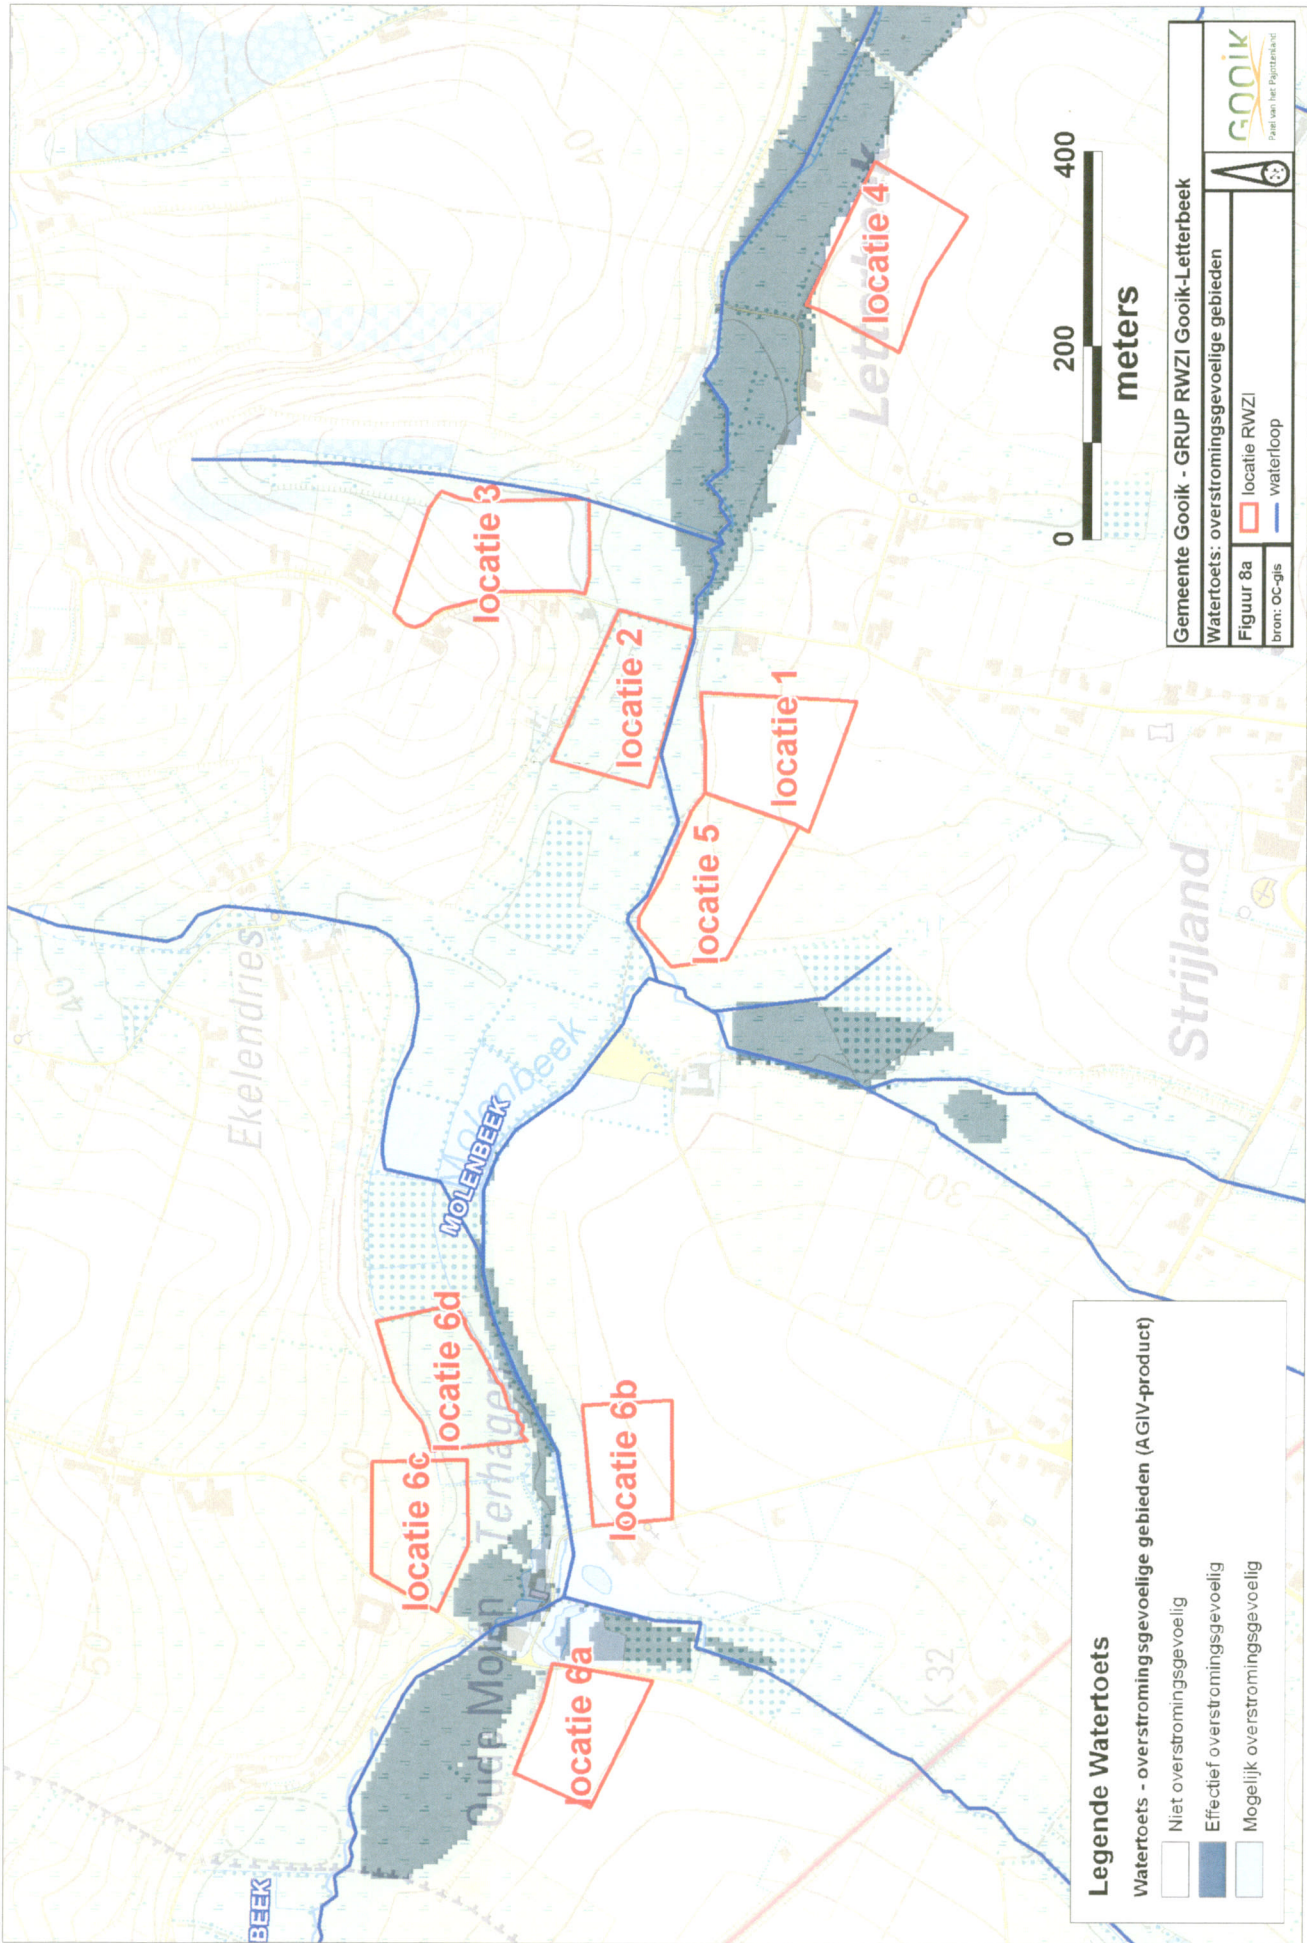 BEEK
Oude Molen
Terhagen
Ekelendries
40
40
30
50
30
K 32
Molenbeek
MOLENBEEK
Letterbeek
Strijland
locatie 6a
locatie 6b
locatie 6c
locatie 6d
locatie 5
locatie 1
locatie 2
locatie 3
locatie 4
0 200 400
meters
Legende Watertoets
Watertoets - overstromingsgevoelige gebieden (AGIV-product)
Niet overstromingsgevoelig
Effectief overstromingsgevoelig
Mogelijk overstromingsgevoelig
Gemeente Gooik - GRUP RWZI Gooik-Letterbeek
Watertoets: overstromingsgevoelige gebieden
Figuur 8a
locatie RWZI
bron: oc-gis
waterloop
GOOIK
Parel van het Pajottenland